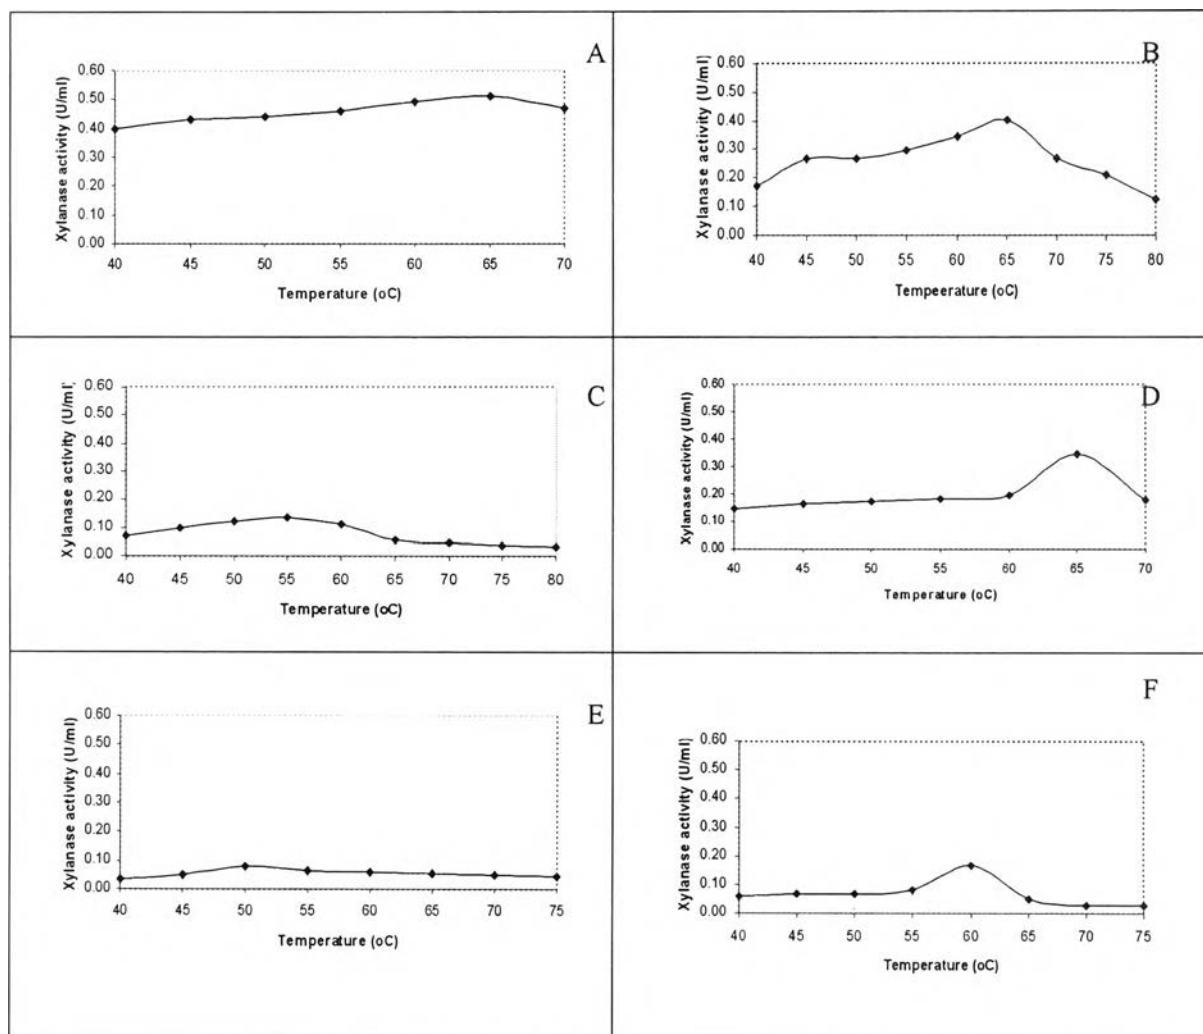 A
Xylanase activity (U/ml)
0.60
0.50
0.40
0.30
0.20
0.10
0.00
40 45 50 55 60 65 70
Temperature (oC)
B
Xylanase activity (U/ml)
0.60
0.50
0.40
0.30
0.20
0.10
0.00
40 45 50 55 60 65 70 75 80
Tempeerature (oC)
C
Xylanase activity (U/ml)
0.60
0.50
0.40
0.30
0.20
0.10
0.00
40 45 50 55 60 65 70 75 80
Temperature (oC)
D
Xylanase activity (U/ml)
0.60
0.50
0.40
0.30
0.20
0.10
0.00
40 45 50 55 60 65 70
Temperature (oC)
E
Xylanase activity (U/ml)
0.60
0.50
0.40
0.30
0.20
0.10
0.00
40 45 50 55 60 65 70 75
Temperature (oC)
F
Xylanase activity (U/ml)
0.60
0.50
0.40
0.30
0.20
0.10
0.00
40 45 50 55 60 65 70 75
Temperature (oC)